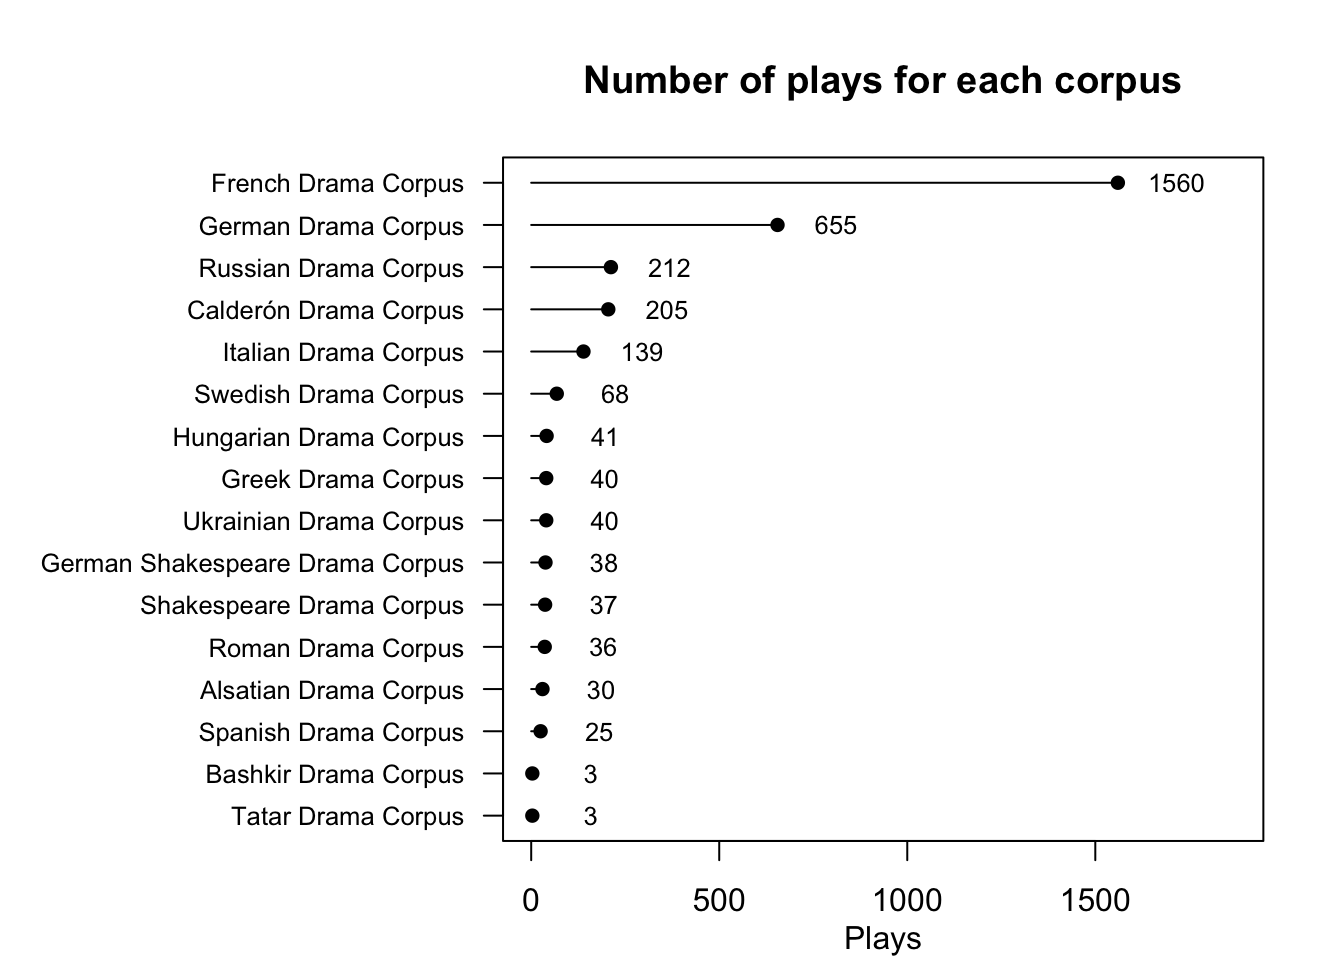 Number of plays for each corpus
French Drama Corpus 1560
German Drama Corpus 655
Russian Drama Corpus 212
Calderón Drama Corpus 205
Italian Drama Corpus 139
Swedish Drama Corpus 68
Hungarian Drama Corpus 41
Greek Drama Corpus 40
Ukrainian Drama Corpus 40
German Shakespeare Drama Corpus 38
Shakespeare Drama Corpus 37
Roman Drama Corpus 36
Alsatian Drama Corpus 30
Spanish Drama Corpus 25
Bashkir Drama Corpus 3
Tatar Drama Corpus 3
0 500 1000 1500
Plays